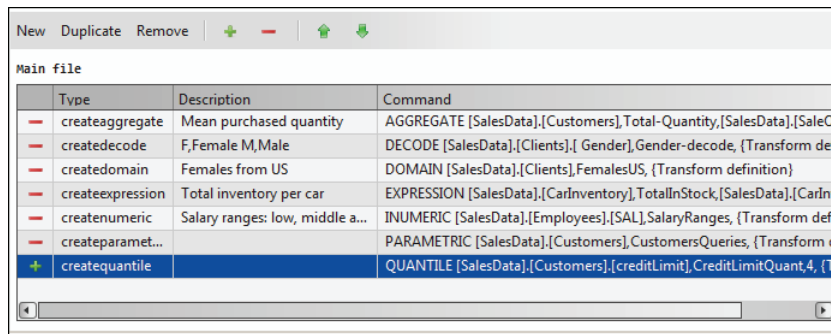 New Duplicate Remove
Main file
Type Description Command
createaggregate Mean purchased quantity AGGREGATE [SalesData].[Customers],Total-Quantity,[SalesData].[SaleO
createdecode F,Female M,Male DECODE [SalesData].[Clients].[ Gender],Gender-decode, {Transform de
createdomain Females from US DOMAIN [SalesData].[Clients],FemalesUS, {Transform definition}
createexpression Total inventory per car EXPRESSION [SalesData].[CarInventory],TotalInStock,[SalesData].[CarIn
createnumeric Salary ranges: low, middle a... INUMERIC [SalesData].[Employees].[SAL],SalaryRanges, {Transform def
createparamet... PARAMETRIC [SalesData].[Customers],CustomersQueries, {Transform
createquantile QUANTILE [SalesData].[Customers].[creditLimit],CreditLimitQuant,4, {T